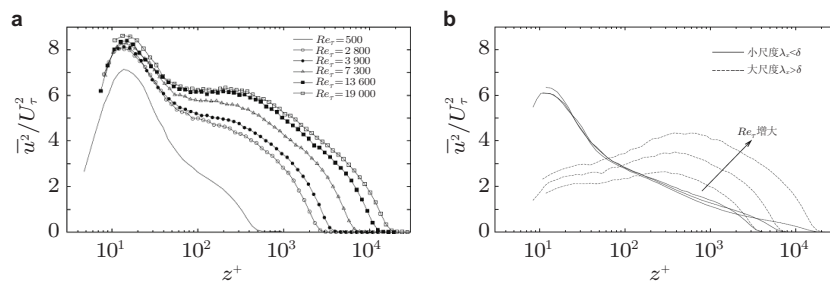 a
8
6
4
2
0
10^1
10^2
10^3
10^4
z^+
\overline{u}^2/U_τ^2
Re_τ=500
Re_τ=2 800
Re_τ=3 900
Re_τ=7 300
Re_τ=13 600
Re_τ=19 000
b
8
6
4
2
0
10^1
10^2
10^3
10^4
z^+
\overline{u}^2/U_τ^2
小尺度λ_x<δ
大尺度λ_x>δ
Re_τ增大